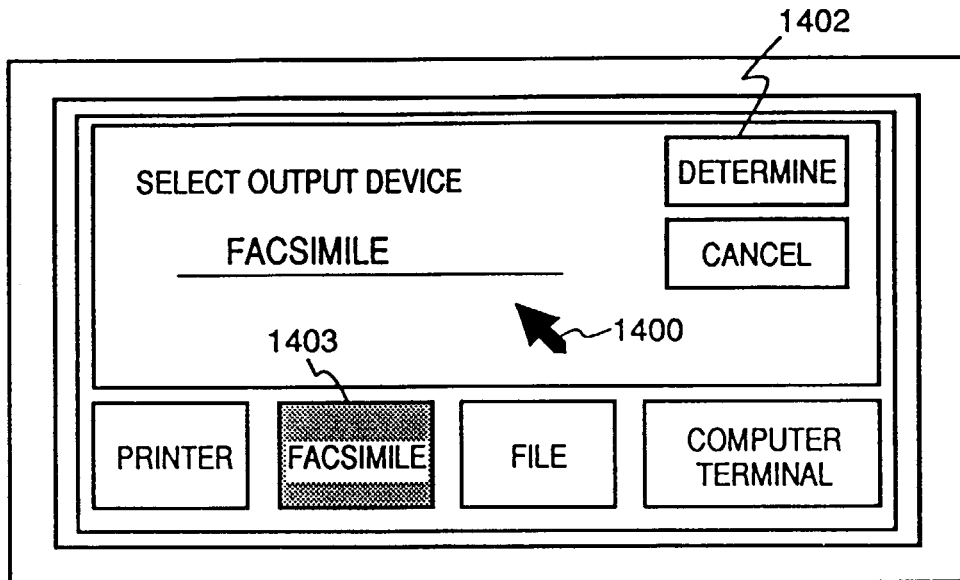 1402
SELECT OUTPUT DEVICE
DETERMINE
FACSIMILE
CANCEL
1400
1403
PRINTER
FACSIMILE
FILE
COMPUTER
TERMINAL